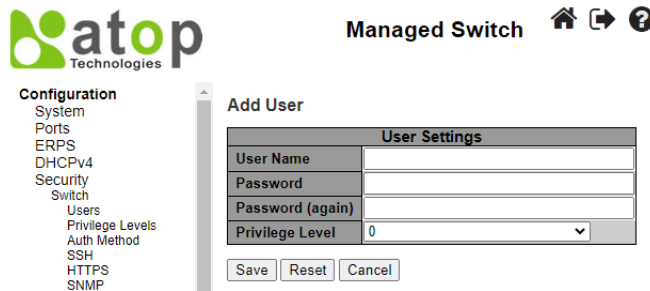 atop
Technologies
Managed Switch
Configuration
System
Ports
ERPS
DHCPv4
Security
Switch
Users
Privilege Levels
Auth Method
SSH
HTTPS
SNMP
Add User
User Settings
User Name
Password
Password (again)
Privilege Level 0
Save Reset Cancel